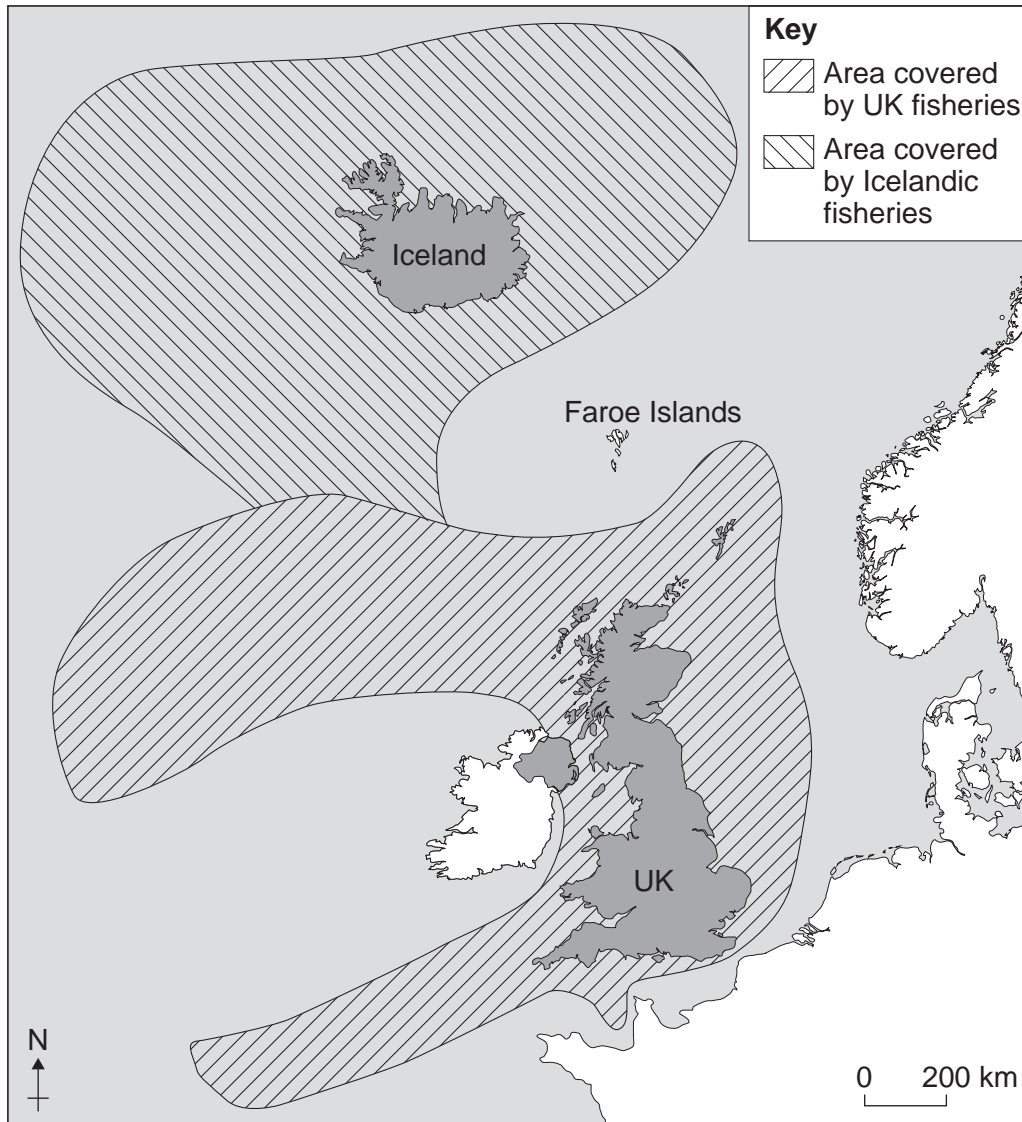 Key
Area covered
by UK fisheries
Area covered
by Icelandic
fisheries
Iceland
Faroe Islands
UK
N
0 200 km